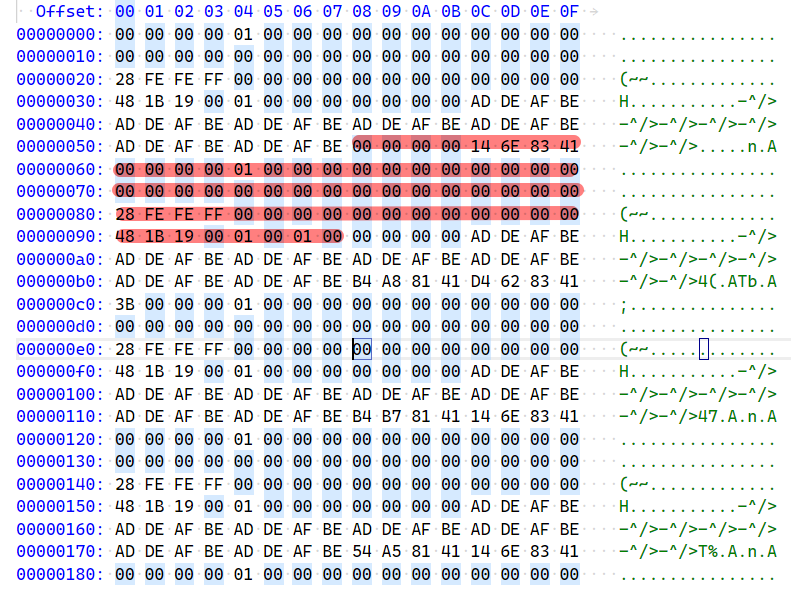 Offset: 00 01 02 03 04 05 06 07 08 09 0A 0B 0C 0D 0E 0F
00000000: 00 00 00 00 01 00 00 00 00 00 00 00 00 00 00 00 ................
00000010: 00 00 00 00 00 00 00 00 00 00 00 00 00 00 00 00 ................
00000020: 28 FE FE FF 00 00 00 00 00 00 00 00 00 00 00 00 (~~.............
00000030: 48 1B 19 00 01 00 00 00 00 00 00 00 AD DE AF BE H...........-^/>
00000040: AD DE AF BE AD DE AF BE AD DE AF BE AD DE AF BE -^/>-^/>-^/>-^/>
00000050: AD DE AF BE AD DE AF BE 00 00 00 00 14 6E 83 41 -^/>-^/>.....n.A
00000060: 00 00 00 00 01 00 00 00 00 00 00 00 00 00 00 00 ................
00000070: 00 00 00 00 00 00 00 00 00 00 00 00 00 00 00 00 ................
00000080: 28 FE FE FF 00 00 00 00 00 00 00 00 00 00 00 00 (~~.............
00000090: 48 1B 19 00 01 00 01 00 00 00 00 00 AD DE AF BE H...........-^/>
000000a0: AD DE AF BE AD DE AF BE AD DE AF BE AD DE AF BE -^/>-^/>-^/>-^/>
000000b0: AD DE AF BE AD DE AF BE B4 A8 81 41 D4 62 83 41 -^/>-^/>4(.ATb.A
000000c0: 3B 00 00 00 01 00 00 00 00 00 00 00 00 00 00 00 ;...............
000000d0: 00 00 00 00 00 00 00 00 00 00 00 00 00 00 00 00 ................
000000e0: 28 FE FE FF 00 00 00 00 00 00 00 00 00 00 00 00 (~~.............
000000f0: 48 1B 19 00 01 00 00 00 00 00 00 00 AD DE AF BE H...........-^/>
00000100: AD DE AF BE AD DE AF BE AD DE AF BE AD DE AF BE -^/>-^/>-^/>-^/>
00000110: AD DE AF BE AD DE AF BE B4 B7 81 41 14 6E 83 41 -^/>-^/>47.A.n.A
00000120: 00 00 00 00 01 00 00 00 00 00 00 00 00 00 00 00 ................
00000130: 00 00 00 00 00 00 00 00 00 00 00 00 00 00 00 00 ................
00000140: 28 FE FE FF 00 00 00 00 00 00 00 00 00 00 00 00 (~~.............
00000150: 48 1B 19 00 01 00 00 00 00 00 00 00 AD DE AF BE H...........-^/>
00000160: AD DE AF BE AD DE AF BE AD DE AF BE AD DE AF BE -^/>-^/>-^/>-^/>
00000170: AD DE AF BE AD DE AF BE 54 A5 81 41 14 6E 83 41 -^/>-^/>T%.A.n.A
00000180: 00 00 00 00 01 00 00 00 00 00 00 00 00 00 00 00 ................